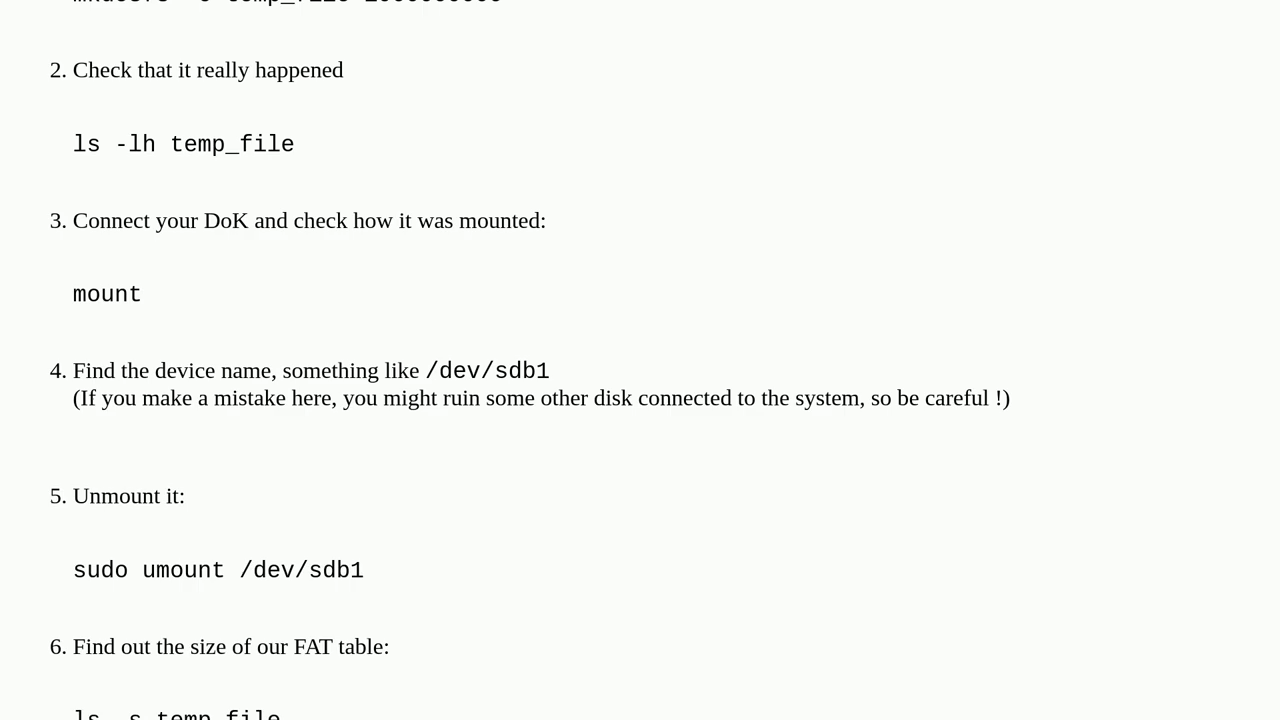 2. Check that it really happened
ls -lh temp_file
3. Connect your DoK and check how it was mounted:
mount
4. Find the device name, something like /dev/sdb1
(If you make a mistake here, you might ruin some other disk connected to the system, so be careful !)
5. Unmount it:
sudo umount /dev/sdb1
6. Find out the size of our FAT table:
ls -s temp_file